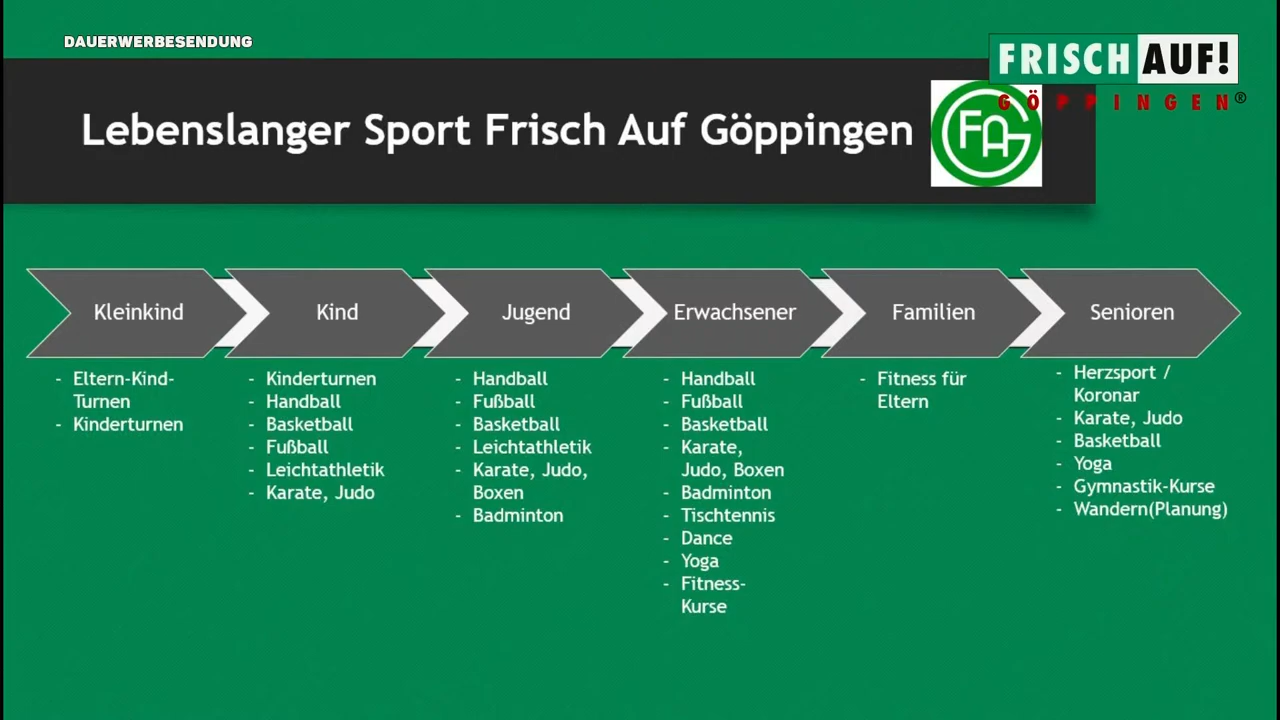 DAUERWERBESENDUNG
FRISCH AUF!
GÖPPINGEN®
Lebenslanger Sport Frisch Auf Göppingen
FAG
Kleinkind
- Eltern-Kind-
Turnen
- Kinderturnen
Kind
- Kinderturnen
- Handball
- Basketball
- Fußball
- Leichtathletik
- Karate, Judo
Jugend
- Handball
- Fußball
- Basketball
- Leichtathletik
- Karate, Judo,
Boxen
- Badminton
Erwachsener
- Handball
- Fußball
- Basketball
- Karate,
Judo, Boxen
- Badminton
- Tischtennis
- Dance
- Yoga
- Fitness-
Kurse
Familien
- Fitness für
Eltern
Senioren
- Herzsport /
Koronar
- Karate, Judo
- Basketball
- Yoga
- Gymnastik-Kurse
- Wandern(Planung)